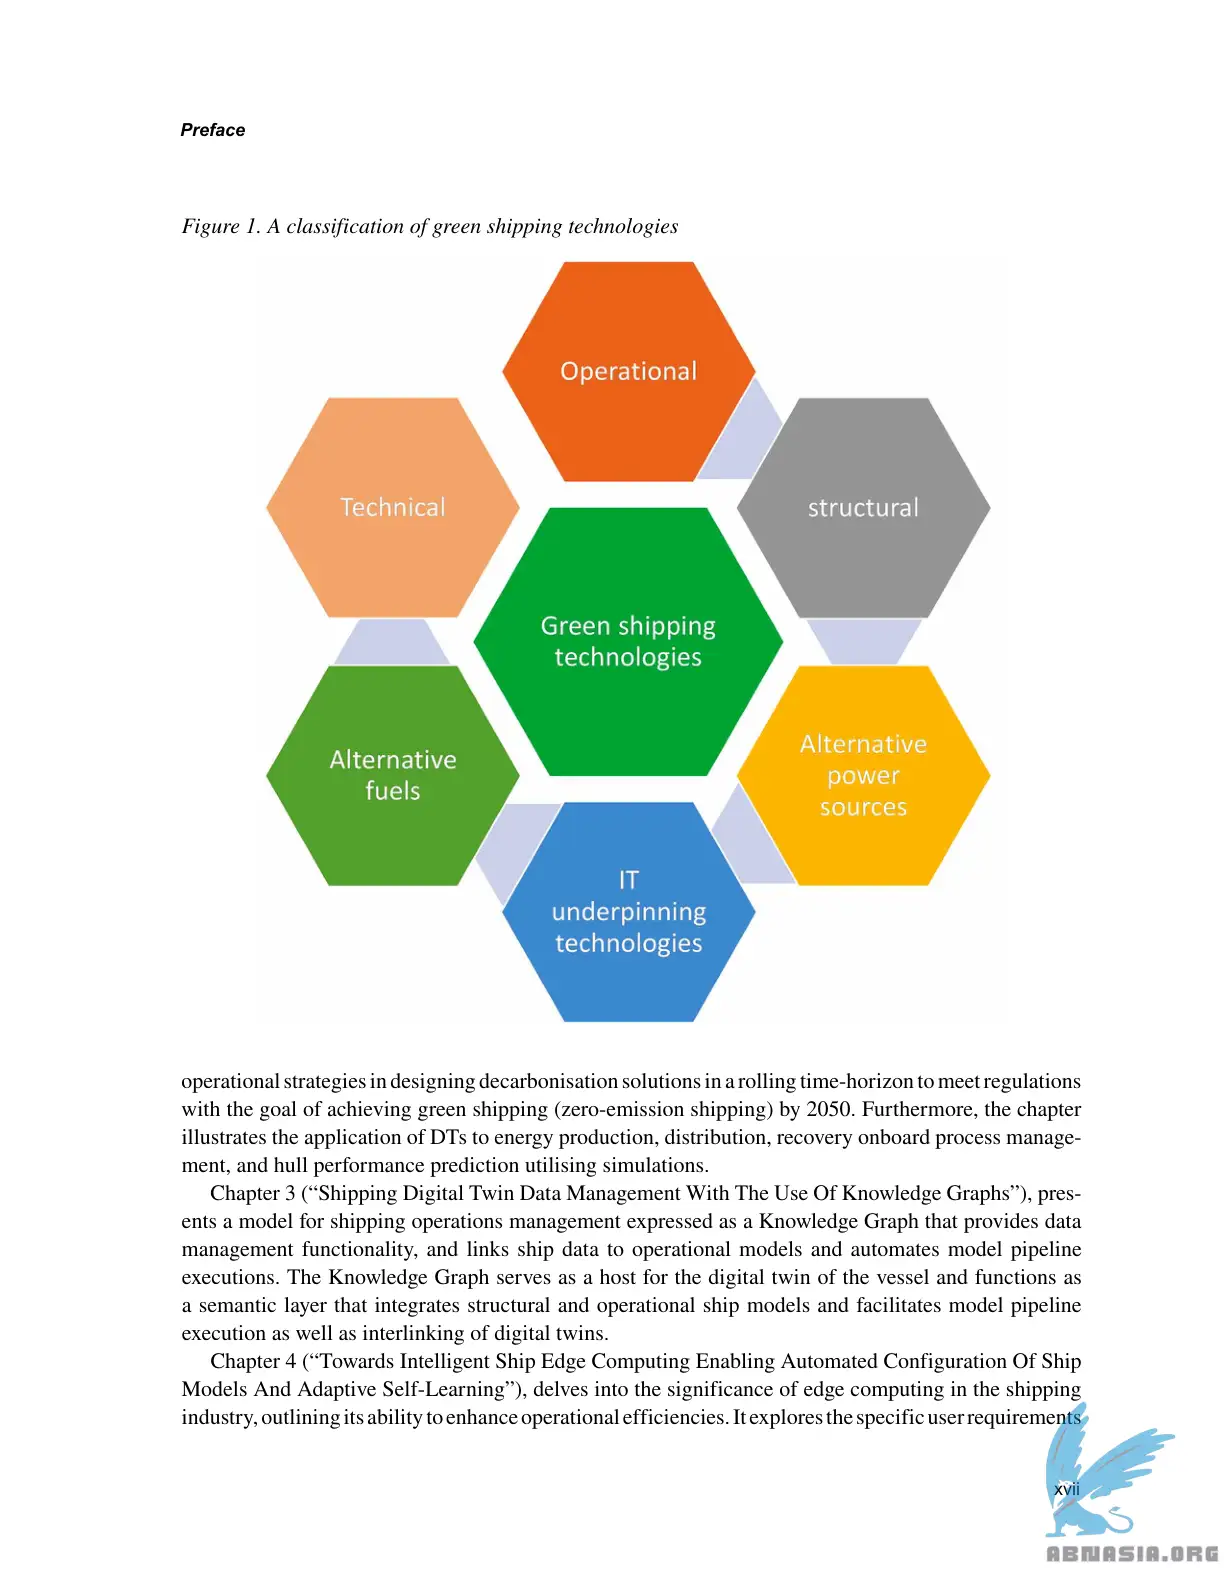 Preface
Figure 1. A classification of green shipping technologies
Operational
Technical
structural
Green shipping
technologies
Alternative
fuels
Alternative
power
sources
IT
underpinning
technologies
operational strategies in designing decarbonisation solutions in a rolling time-horizon to meet regulations
with the goal of achieving green shipping (zero-emission shipping) by 2050. Furthermore, the chapter
illustrates the application of DTs to energy production, distribution, recovery onboard process manage-
ment, and hull performance prediction utilising simulations.
Chapter 3 (“Shipping Digital Twin Data Management With The Use Of Knowledge Graphs”), pres-
ents a model for shipping operations management expressed as a Knowledge Graph that provides data
management functionality, and links ship data to operational models and automates model pipeline
executions. The Knowledge Graph serves as a host for the digital twin of the vessel and functions as
a semantic layer that integrates structural and operational ship models and facilitates model pipeline
execution as well as interlinking of digital twins.
Chapter 4 (“Towards Intelligent Ship Edge Computing Enabling Automated Configuration Of Ship
Models And Adaptive Self-Learning”), delves into the significance of edge computing in the shipping
industry, outlining its ability to enhance operational efficiencies. It explores the specific user requirements
xvii
ABNASIA.ORG